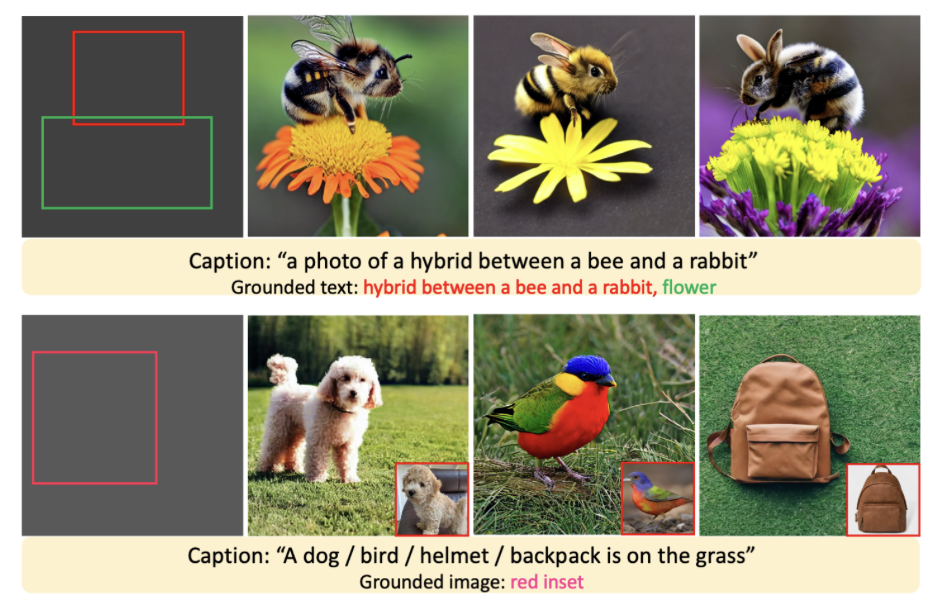 Caption: “a photo of a hybrid between a bee and a rabbit”
Grounded text: hybrid between a bee and a rabbit, flower
Caption: “A dog / bird / helmet / backpack is on the grass”
Grounded image: red inset